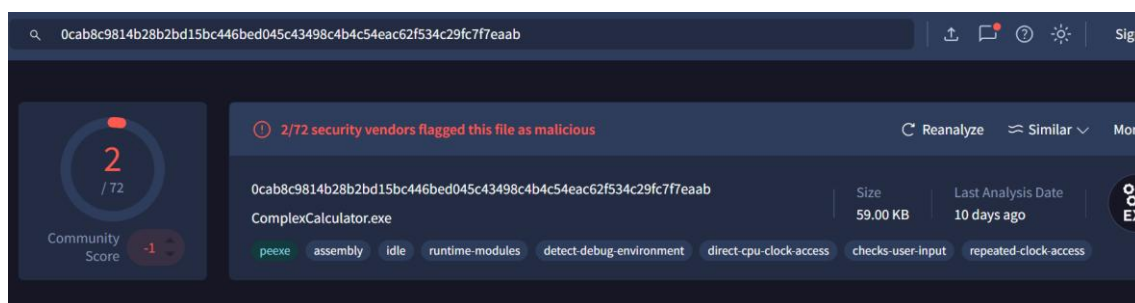 0cab8c9814b28b2bd15bc446bed045c43498c4b4c54eac62f534c29fc7f7eaab
Sig
2
/ 72
Community
Score
-1
2/72 security vendors flagged this file as malicious
Reanalyze
Similar
Mor
0cab8c9814b28b2bd15bc446bed045c43498c4b4c54eac62f534c29fc7f7eaab
ComplexCalculator.exe
Size
59.00 KB
Last Analysis Date
10 days ago
EX
peexe assembly idle runtime-modules detect-debug-environment direct-cpu-clock-access checks-user-input repeated-clock-access